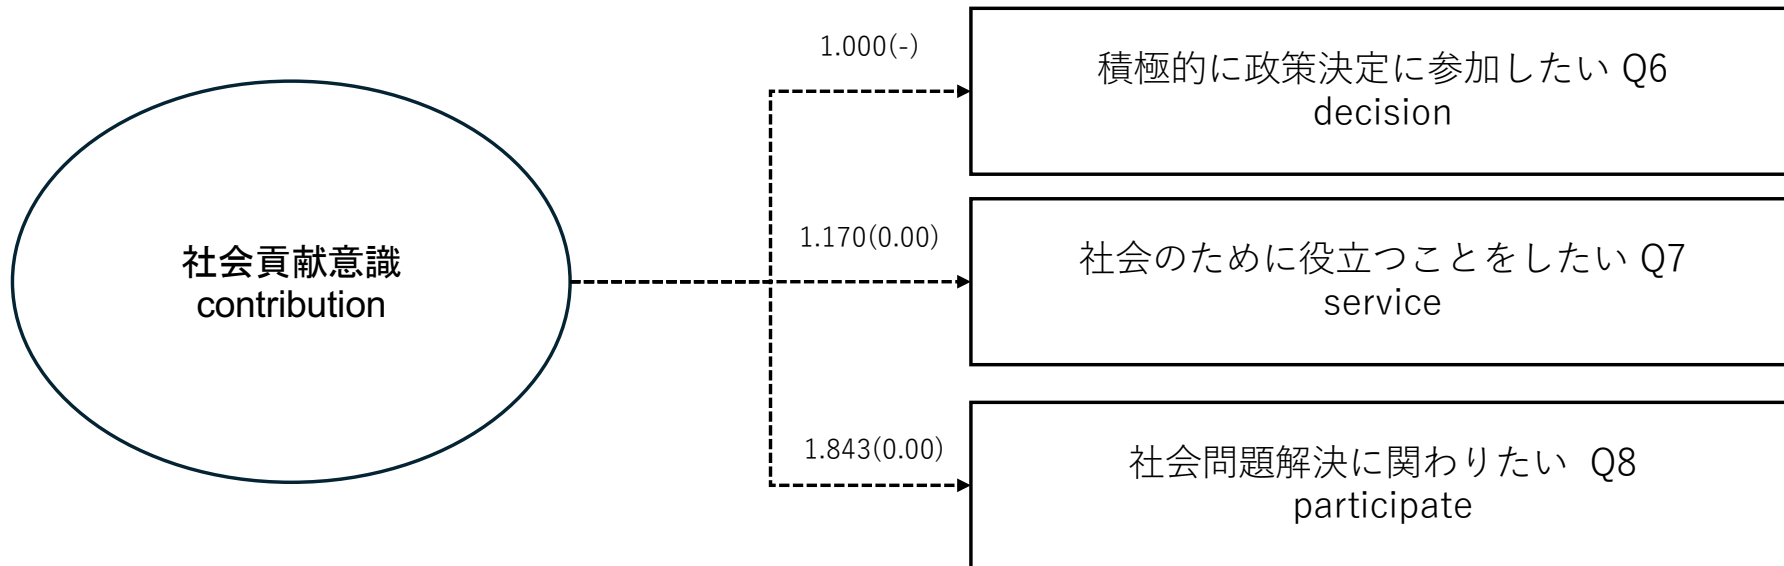 1.000(-)
積極的に政策決定に参加したい Q6
decision
社会貢献意識
contribution
1.170(0.00)
社会のために役立つことをしたい Q7
service
1.843(0.00)
社会問題解決に関わりたい Q8
participate